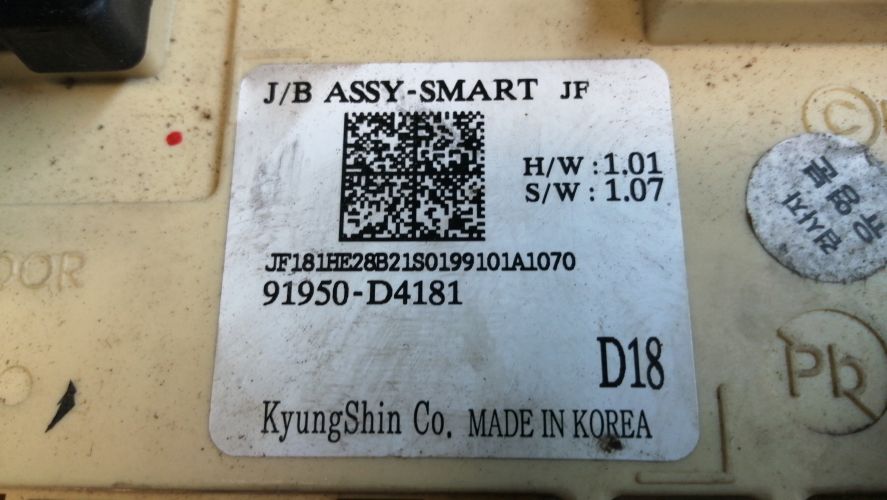 J/B ASSY-SMART JF
H/W : 1.01
S/W : 1.07
JF181HE28B21S0199101A1070
91950-D4181
D18
KyungShin Co. MADE IN KOREA
OOR
Pb